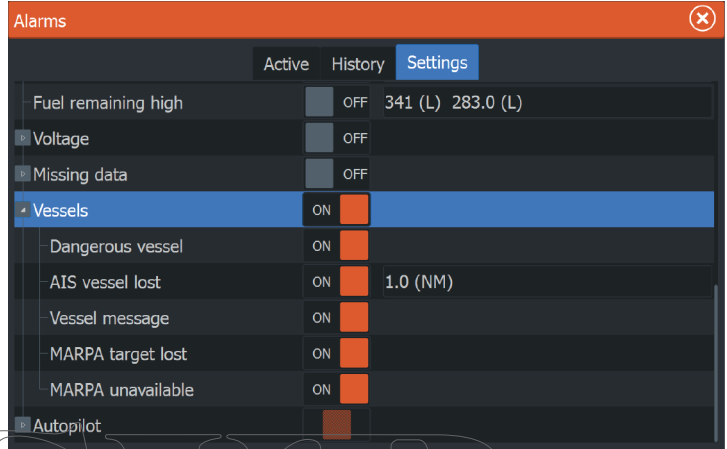 Alarms
Active History Settings
Fuel remaining high OFF 341 (L) 283.0 (L)
Voltage OFF
Missing data OFF
Vessels ON
Dangerous vessel ON
AIS vessel lost ON 1.0 (NM)
Vessel message ON
MARPA target lost ON
MARPA unavailable ON
Autopilot